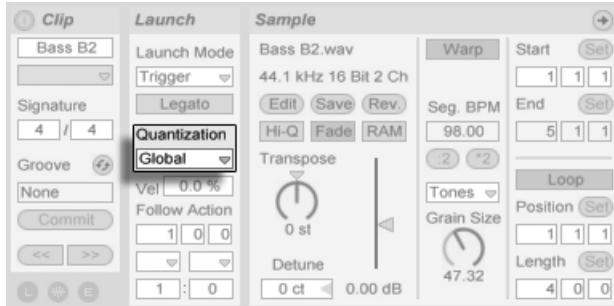 Clip
Bass B2
Signature
4 / 4
Groove
None
Commit
<< >>
L E
Launch
Launch Mode
Trigger
Legato
Quantization
Global
Vel 0.0 %
Follow Action
1 0 0
1 : 0
Sample
Bass B2.wav
44.1 kHz 16 Bit 2 Ch
Edit Save Rev.
Hi-Q Fade RAM
Transpose
0 st
Detune
0 ct 0.00 dB
Warp
Seg. BPM
98.00
:2 *2
Tones
Grain Size
47.32
Start Set
1 1 1
End Set
5 1 1
Loop
Position Set
1 1 1
Length Set
4 0 0